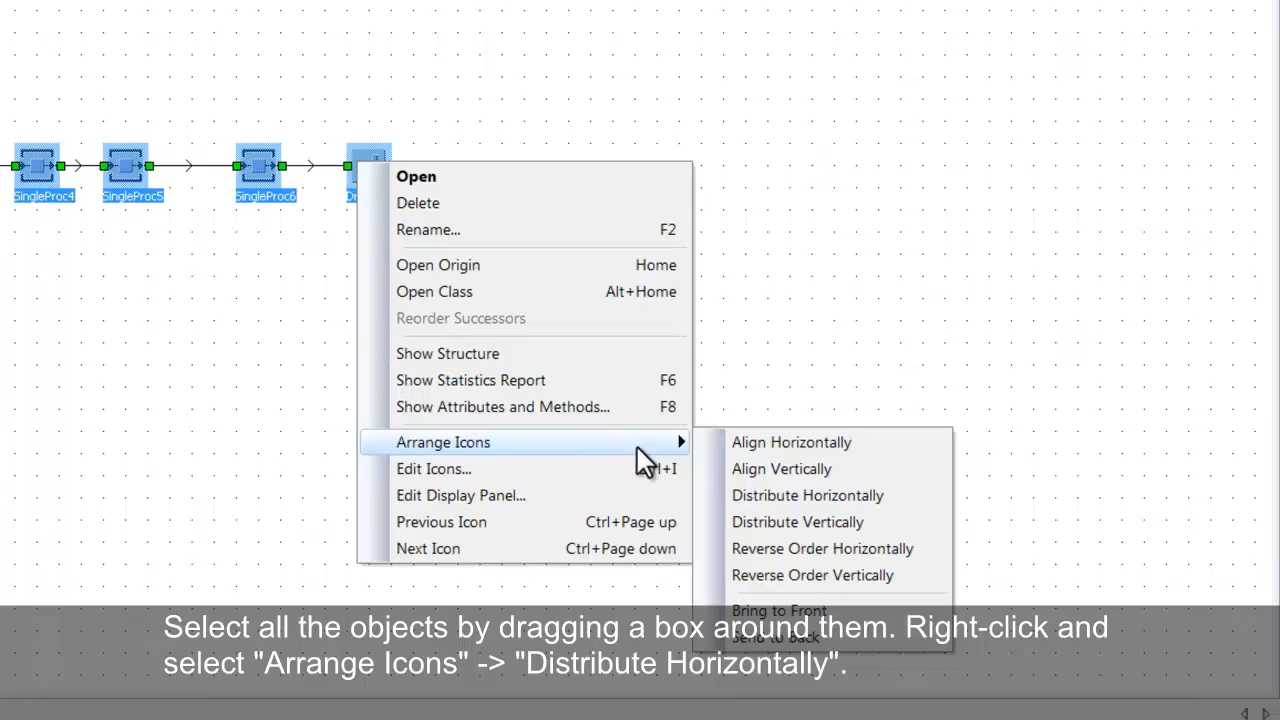 SingleProc4
SingleProc5
SingleProc6
Open
Delete
Rename... F2
Open Origin Home
Open Class Alt+Home
Reorder Successors
Show Structure
Show Statistics Report F6
Show Attributes and Methods... F8
Arrange Icons
Edit Icons... +I
Edit Display Panel...
Previous Icon Ctrl+Page up
Next Icon Ctrl+Page down
Align Horizontally
Align Vertically
Distribute Horizontally
Distribute Vertically
Reverse Order Horizontally
Reverse Order Vertically
Bring to Front
Send to Back
Select all the objects by dragging a box around them. Right-click and
select "Arrange Icons" -> "Distribute Horizontally".